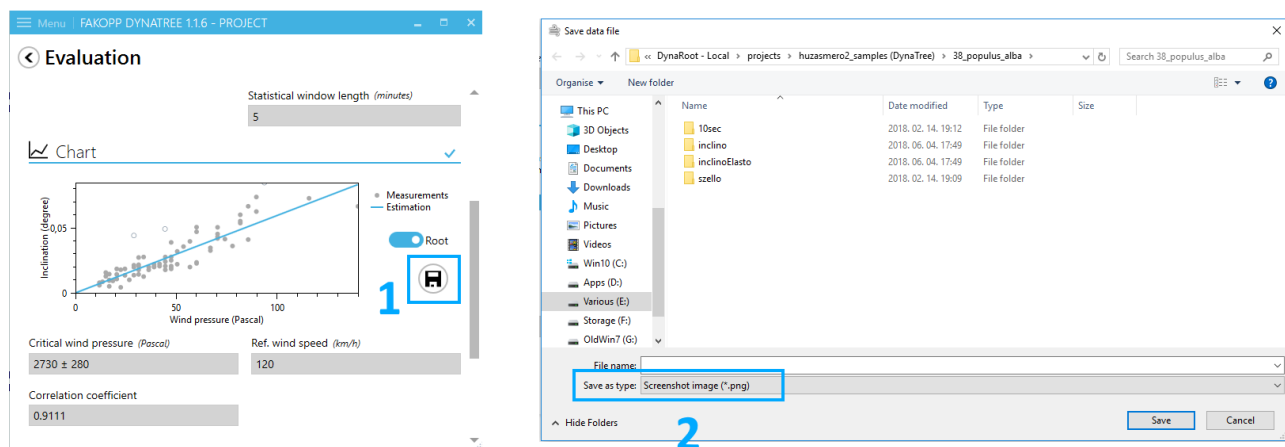 Menu | FAKOPP DYNATREE 1.1.6 - PROJECT
Evaluation
Statistical window length (minutes)
5
Chart
Inclination (degree)
0,05
0
0
50
100
Wind pressure (Pascal)
Measurements
Estimation
Root
1
Critical wind pressure (Pascal)
2730 ± 280
Ref. wind speed (km/h)
120
Correlation coefficient
0.9111
Save data file
« DynaRoot - Local › projects › huzasmero2_samples (DynaTree) › 38_populus_alba ›
Search 38_populus_alba
Organise
New folder
This PC
3D Objects
Desktop
Documents
Downloads
Music
Pictures
Videos
Win10 (C:)
Apps (D:)
Various (E:)
Storage (F:)
OldWin7 (G:)
Name Date modified Type Size
10sec 2018. 02. 14. 19:12 File folder
inclino 2018. 06. 04. 17:49 File folder
inclinoElasto 2018. 06. 04. 17:49 File folder
szello 2018. 02. 14. 19:09 File folder
File name:
Save as type: Screenshot image (*.png)
2
Hide Folders
Save
Cancel